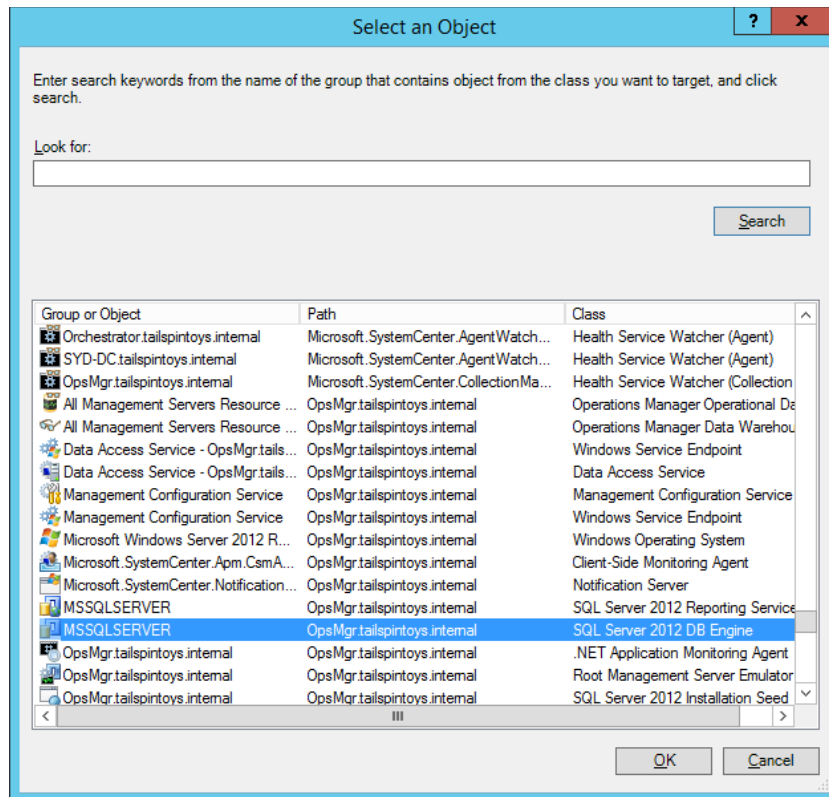 Select an Object
?
x
Enter search keywords from the name of the group that contains object from the class you want to target, and click
search.
Look for:
Search
Group or Object Path Class
Orchestrator.tailspintoys.internal Microsoft.SystemCenter.AgentWatch... Health Service Watcher (Agent)
SYD-DC.tailspintoys.internal Microsoft.SystemCenter.AgentWatch... Health Service Watcher (Agent)
OpsMgr.tailspintoys.internal Microsoft.SystemCenter.CollectionMa... Health Service Watcher (Collection
All Management Servers Resource ... OpsMgr.tailspintoys.internal Operations Manager Operational Da
All Management Servers Resource ... OpsMgr.tailspintoys.internal Operations Manager Data Warehou
Data Access Service - OpsMgr.tails... OpsMgr.tailspintoys.internal Windows Service Endpoint
Data Access Service - OpsMgr.tails... OpsMgr.tailspintoys.internal Data Access Service
Management Configuration Service OpsMgr.tailspintoys.internal Management Configuration Service
Management Configuration Service OpsMgr.tailspintoys.internal Windows Service Endpoint
Microsoft Windows Server 2012 R... OpsMgr.tailspintoys.internal Windows Operating System
Microsoft.SystemCenter.Apm.CsmA... OpsMgr.tailspintoys.internal Client-Side Monitoring Agent
Microsoft.SystemCenter.Notification... OpsMgr.tailspintoys.internal Notification Server
MSSQLSERVER OpsMgr.tailspintoys.internal SQL Server 2012 Reporting Service
MSSQLSERVER OpsMgr.tailspintoys.internal SQL Server 2012 DB Engine
OpsMgr.tailspintoys.internal OpsMgr.tailspintoys.internal .NET Application Monitoring Agent
OpsMgr.tailspintoys.internal OpsMgr.tailspintoys.internal Root Management Server Emulator
OpsMgr.tailspintoys.internal OpsMgr.tailspintoys.internal SQL Server 2012 Installation Seed
OK
Cancel